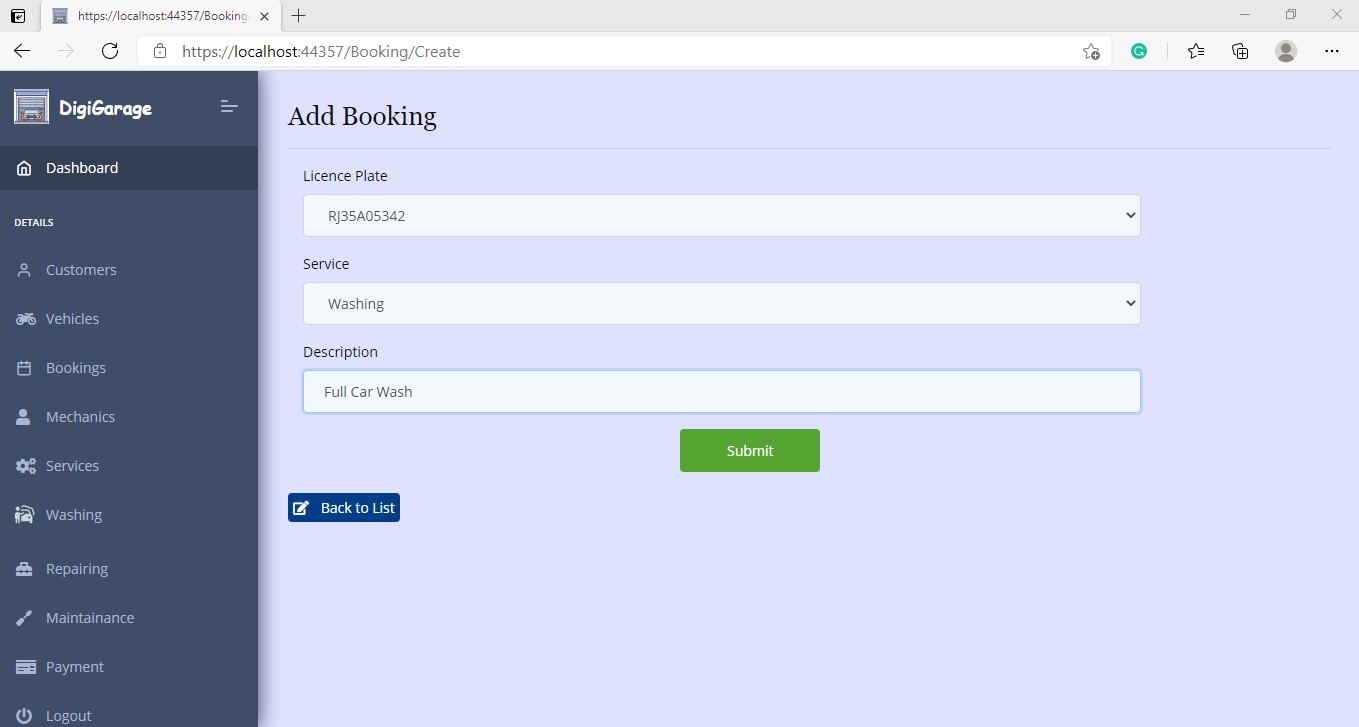 https://localhost:44357/Booking/
https://localhost:44357/Booking/Create
DigiGarage
Dashboard
DETAILS
Customers
Vehicles
Bookings
Mechanics
Services
Washing
Repairing
Maintainance
Payment
Logout
Add Booking
Licence Plate
RJ35A05342
Service
Washing
Description
Full Car Wash
Submit
Back to List